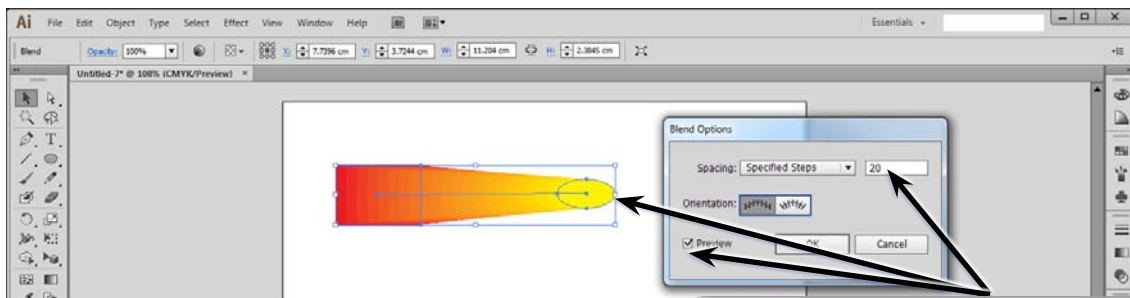 Ai File Edit Object Type Select Effect View Window Help Essentials
Blend Opacity: 100% X: 7.7396 cm Y: 3.7244 cm W: 11.204 cm H: 2.3845 cm
Untitled-7* @ 108% (CMYK/Preview) ×
Blend Options
Spacing: Specified Steps 20
Orientation:
Preview OK Cancel